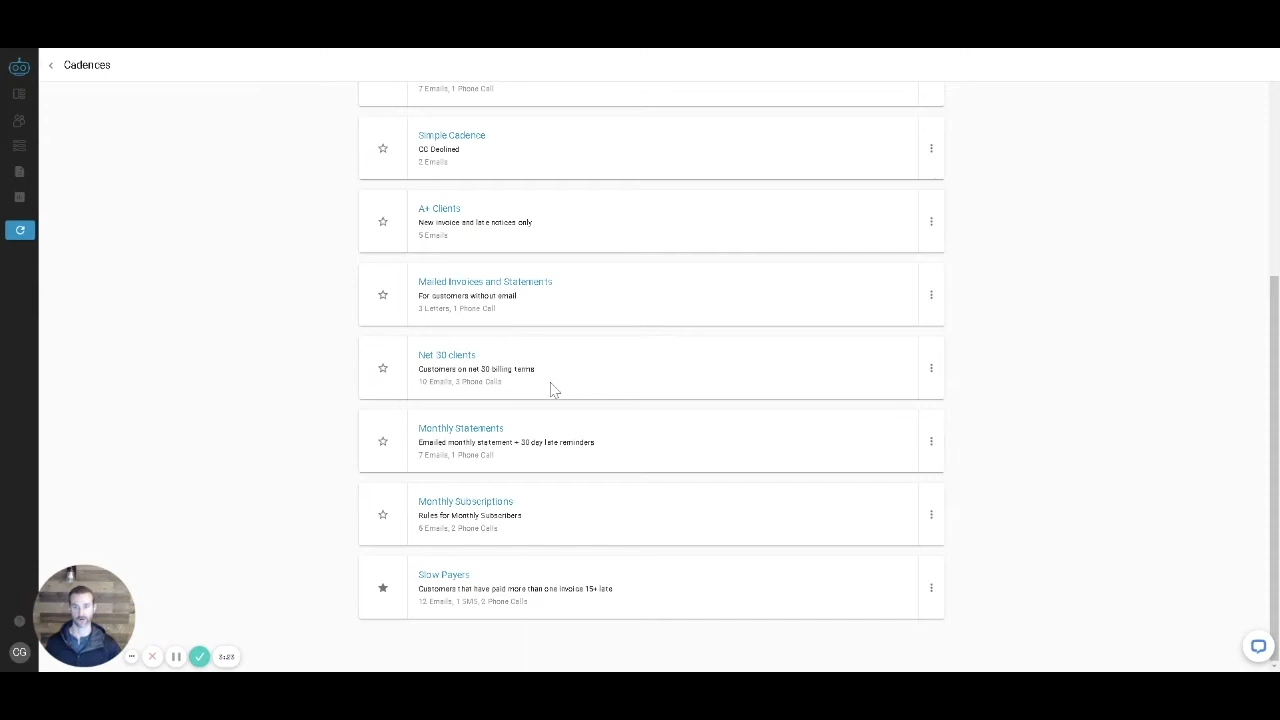 Cadences
7 Emails, 1 Phone Call
Simple Cadence
CC Declined
2 Emails
A+ Clients
New invoice and late notices only
5 Emails
Mailed Invoices and Statements
For customers without email
3 Letters, 1 Phone Call
Net 30 clients
Customers on net 30 billing terms
10 Emails, 3 Phone Calls
Monthly Statements
Emailed monthly statement + 30 day late reminders
7 Emails, 1 Phone Call
Monthly Subscriptions
Rules for Monthly Subscribers
6 Emails, 2 Phone Calls
Slow Payers
Customers that have paid more than one invoice 15+ late
12 Emails, 1 SMS, 2 Phone Calls
CG
3:23